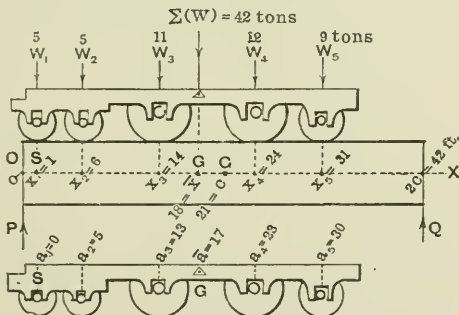 Σ(W) = 42 tons
5 5 11 12 9 tons
W₁ W₂ W₃ W₄ W₅
O S G G
O X₁=1 X₂=6 X₃=14 X̄=18 C=21 X₄=24 X₅=31 2C=42 ft. X
P Q
a₁=0 a₂=5 a₃=13 a̅=17 a₄=23 a₅=30
S G